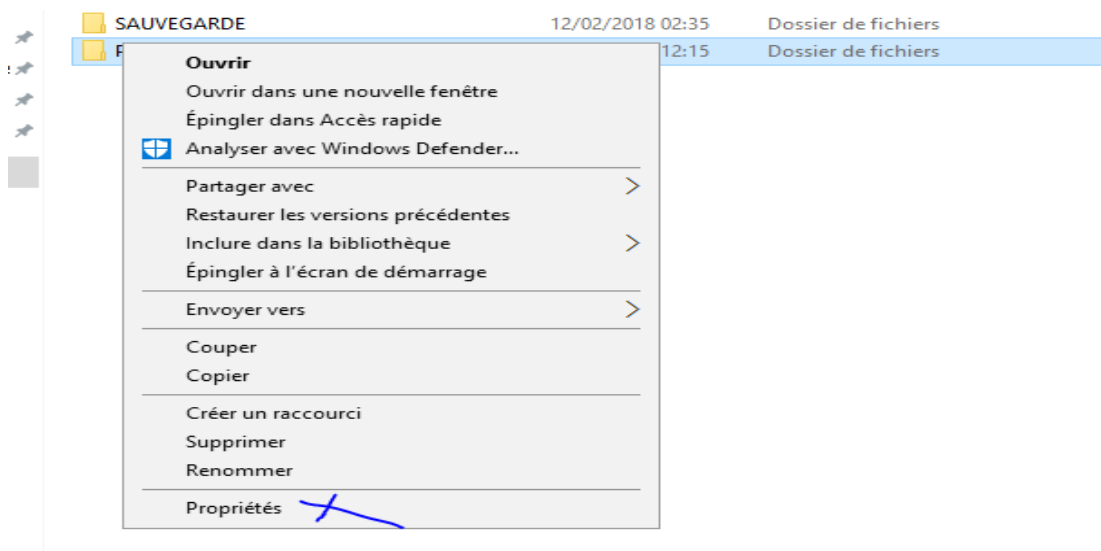 SAUVEGARDE 12/02/2018 02:35 Dossier de fichiers
12:15 Dossier de fichiers
Ouvrir
Ouvrir dans une nouvelle fenêtre
Épingler dans Accès rapide
Analyser avec Windows Defender...
Partager avec
Restaurer les versions précédentes
Inclure dans la bibliothèque
Épingler à l'écran de démarrage
Envoyer vers
Couper
Copier
Créer un raccourci
Supprimer
Renommer
Propriétés